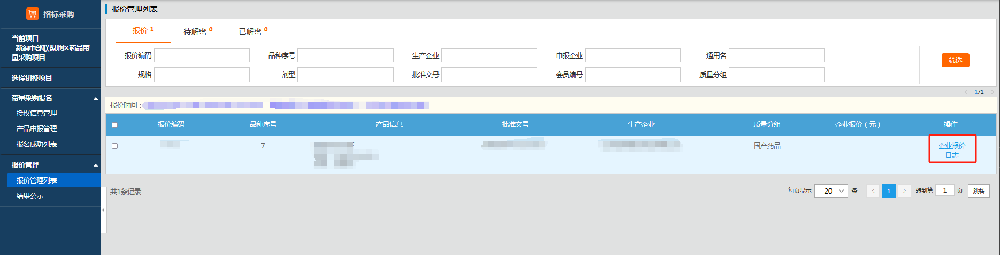 招标采购
当前项目
新疆中部联盟地区药品带
量采购项目
选择切换项目
带量采购报名
授权信息管理
产品申报管理
报名成功列表
报价管理
报价管理列表
结果公示
报价管理列表
报价 1 待解密 0 已解密 0
报价编码 品种序号 生产企业 申报企业 通用名
规格 剂型 批准文号 会员编号 质量分组
筛选
1/1
报价时间：
报价编码 品种序号 产品信息 批准文号 生产企业 质量分组 企业报价（元） 操作
7 国产药品 企业报价
日志
共1条记录 每页显示 20 条 1 转到第 1 页 跳转